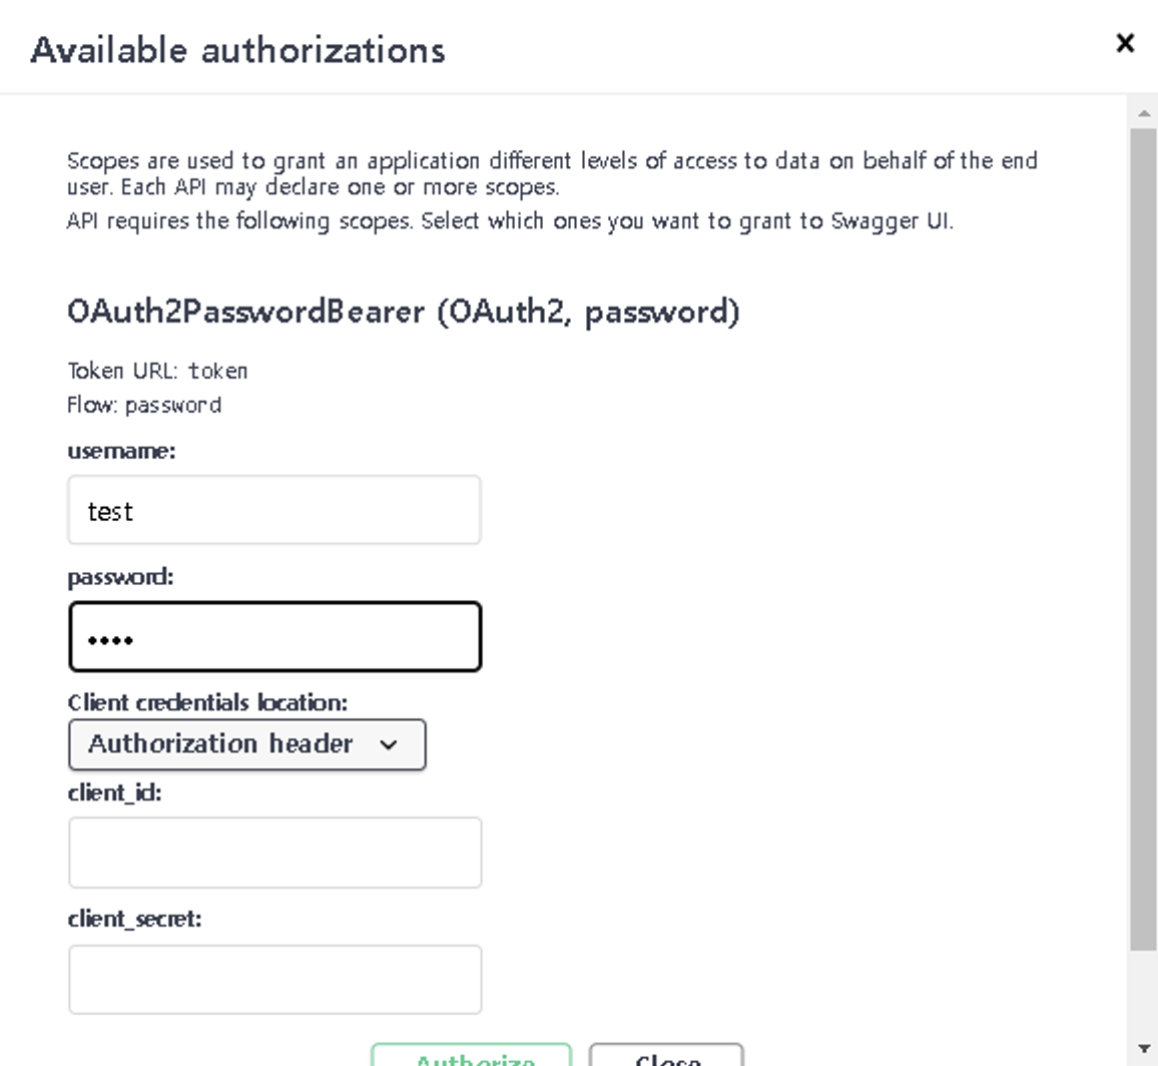 Available authorizations
Scopes are used to grant an application different levels of access to data on behalf of the end
user. Each API may declare one or more scopes.
API requires the following scopes. Select which ones you want to grant to Swagger UI.
OAuth2PasswordBearer (OAuth2, password)
Token URL: token
Flow: password
username:
test
password:
••••
Client credentials location:
Authorization header
client_id:
client_secret:
Authorize Close